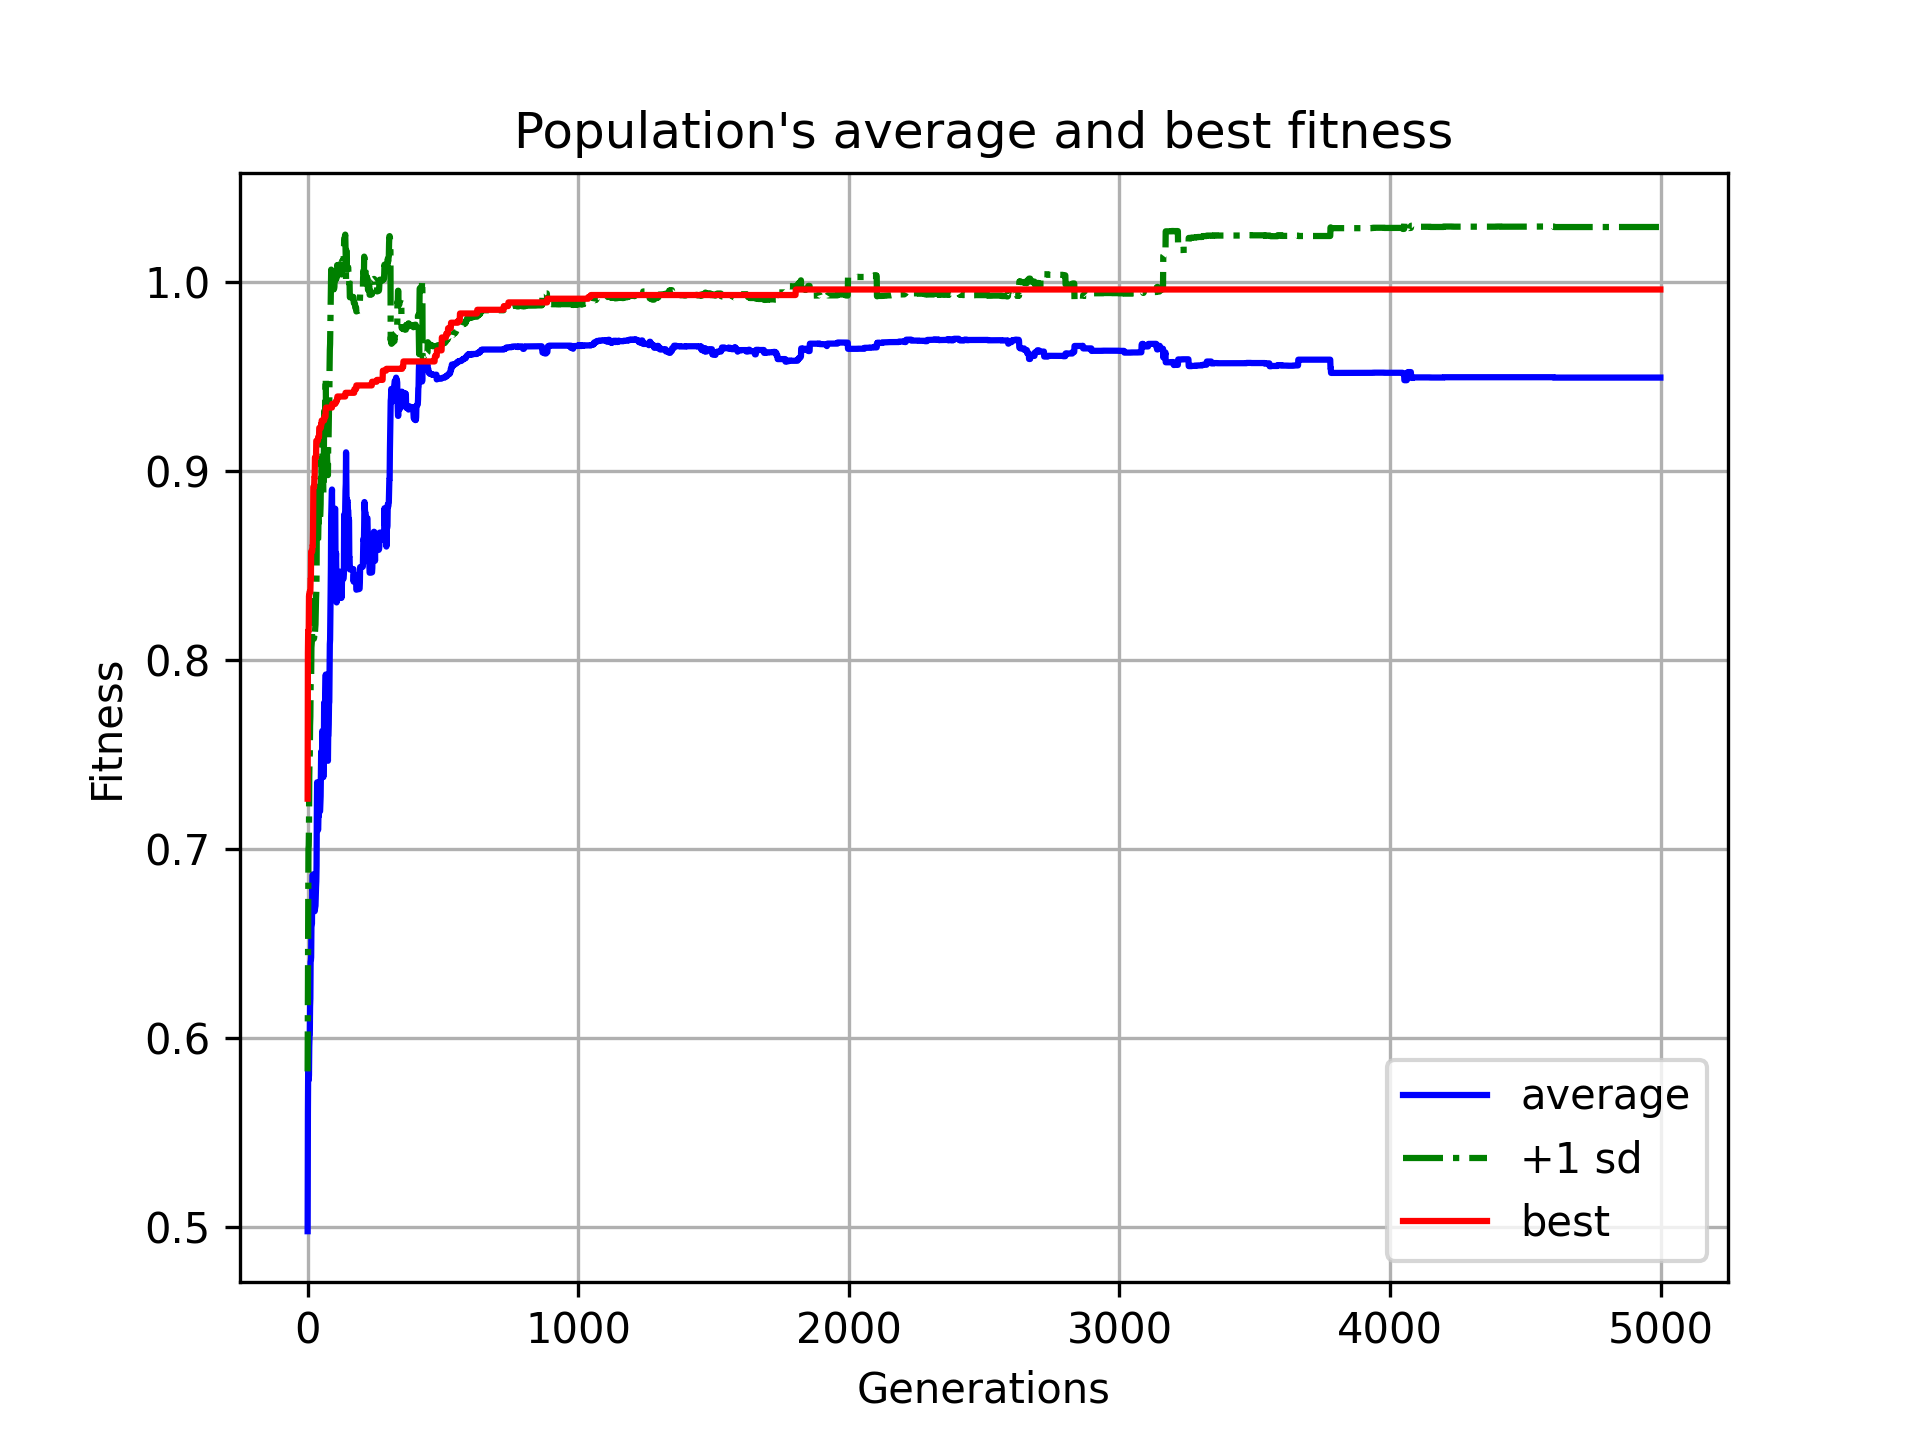 Population's average and best fitness
1.0
0.9
0.8
0.7
0.6
0.5
Fitness
0 1000 2000 3000 4000 5000
Generations
average
+1 sd
best